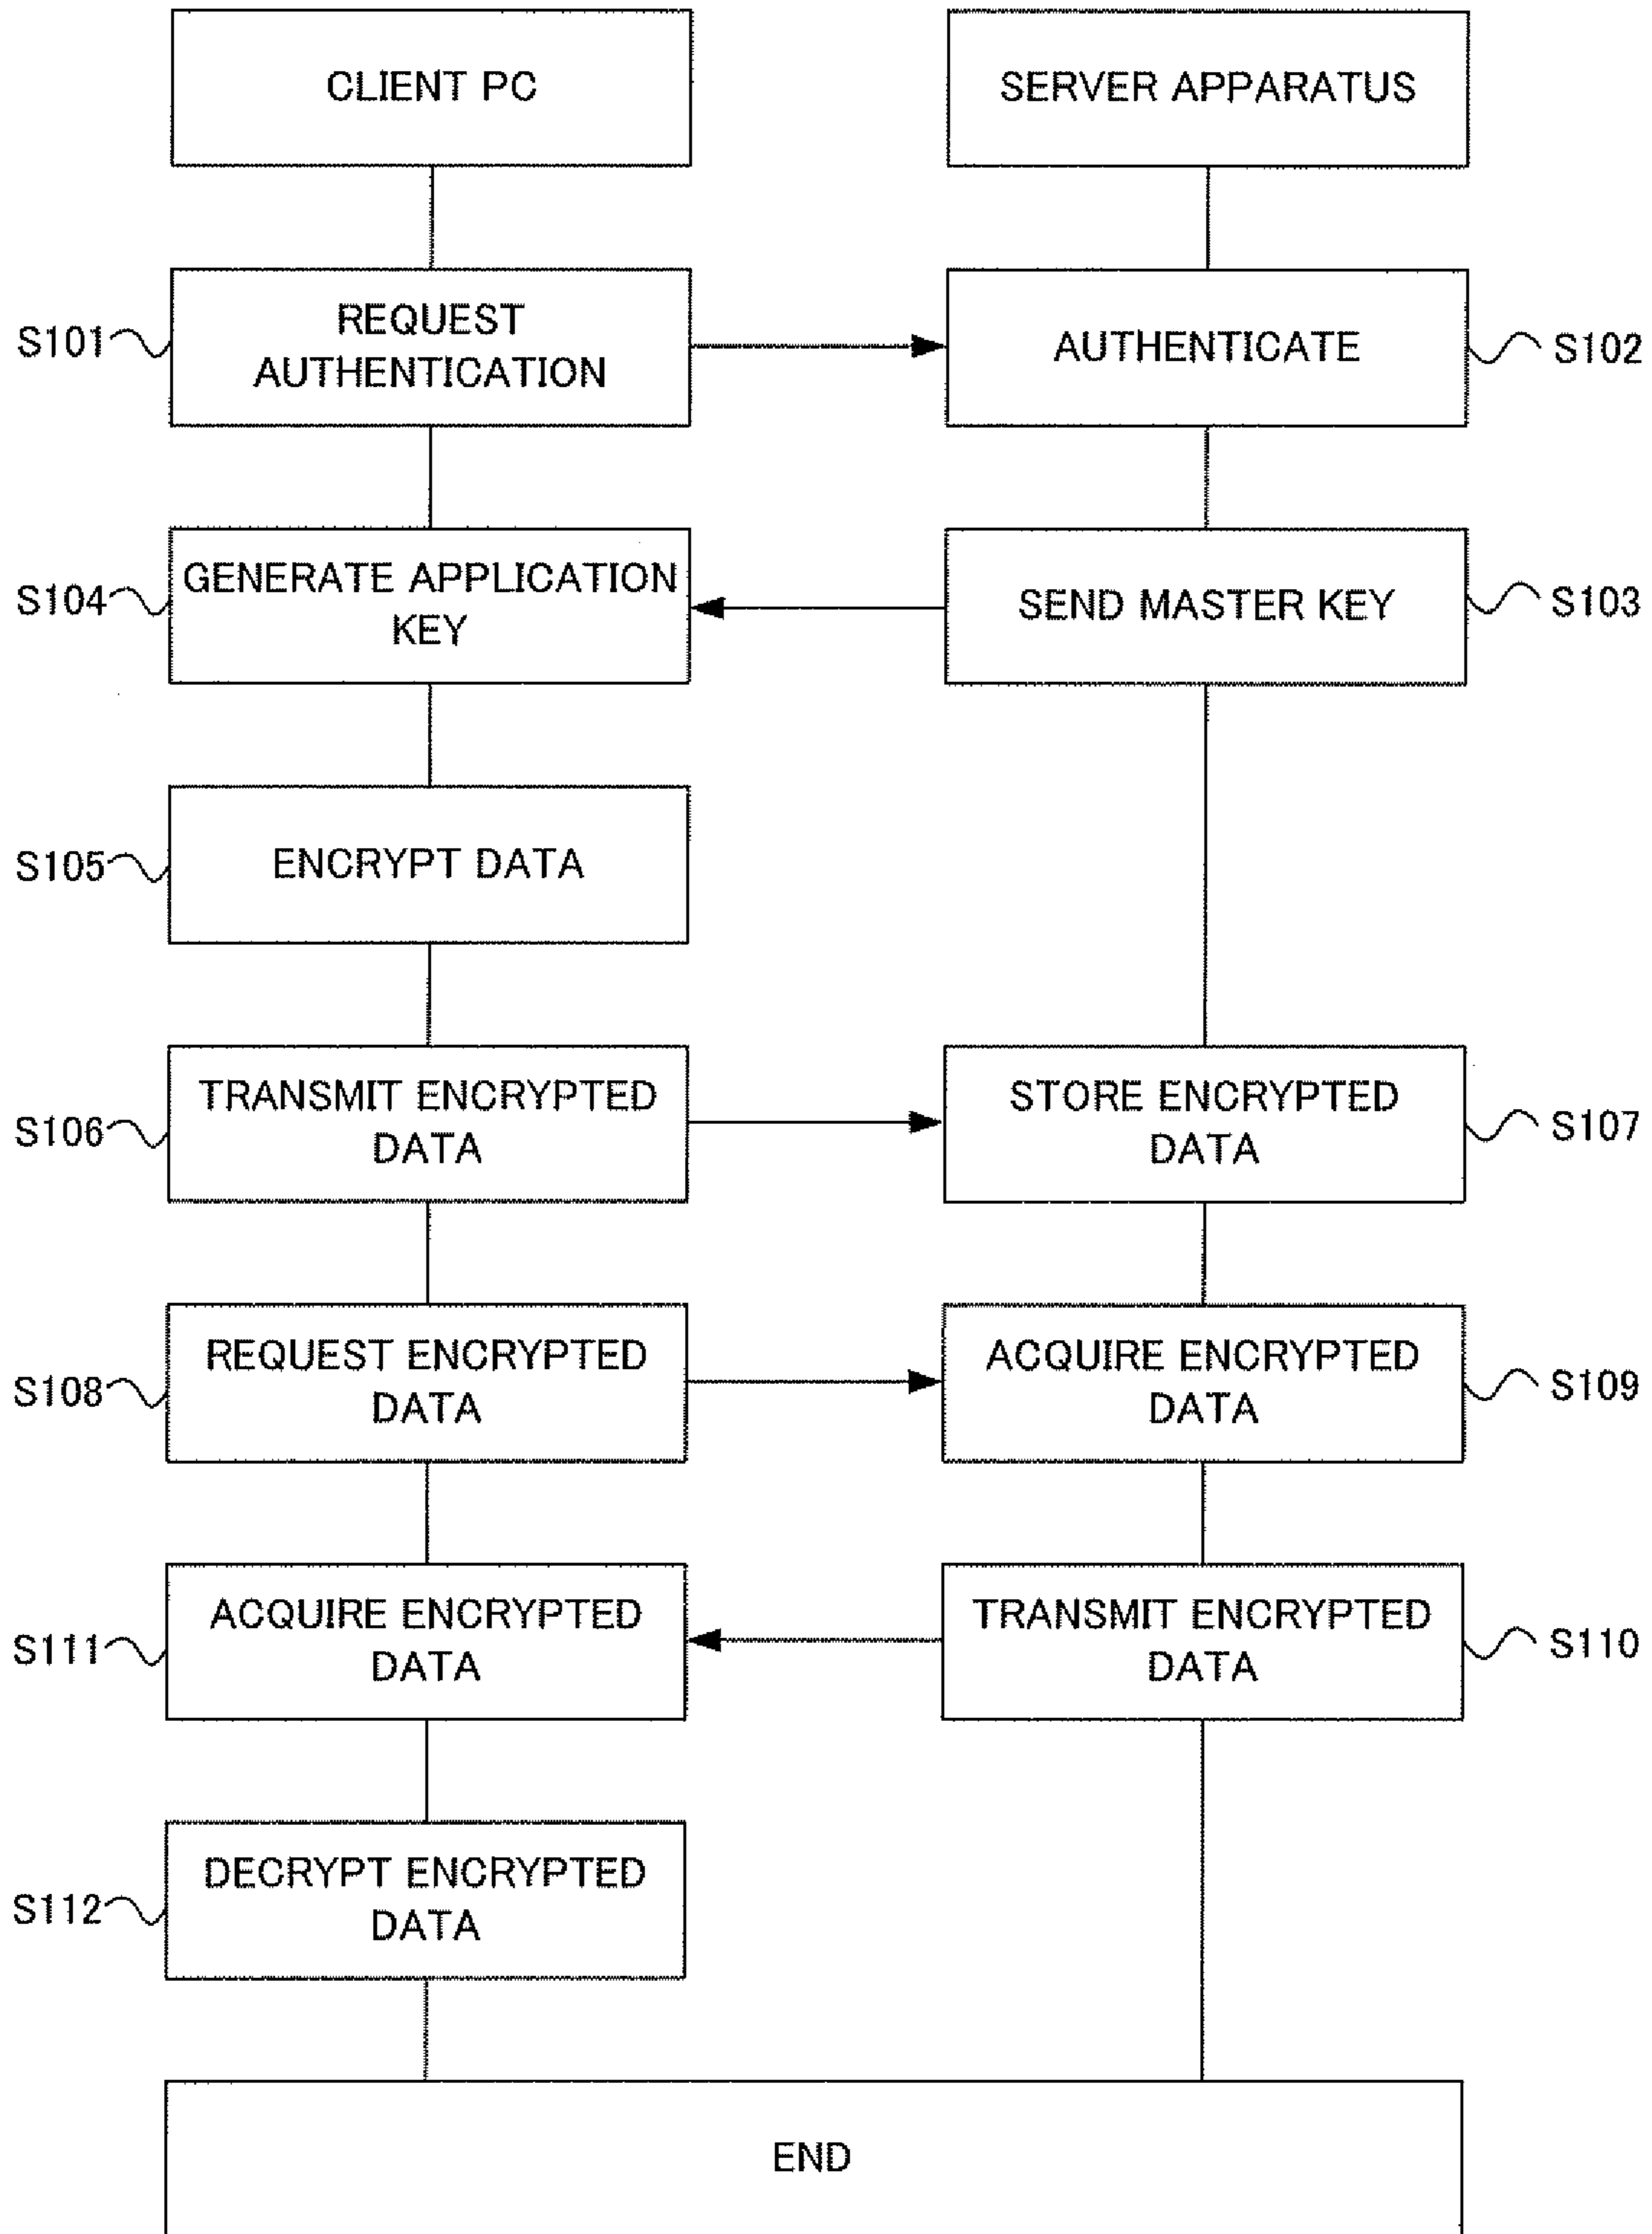 CLIENT PC
SERVER APPARATUS
S101
REQUEST
AUTHENTICATION
AUTHENTICATE
S102
S104
GENERATE APPLICATION
KEY
SEND MASTER KEY
S103
S105
ENCRYPT DATA
S106
TRANSMIT ENCRYPTED
DATA
STORE ENCRYPTED
DATA
S107
S108
REQUEST ENCRYPTED
DATA
ACQUIRE ENCRYPTED
DATA
S109
S111
ACQUIRE ENCRYPTED
DATA
TRANSMIT ENCRYPTED
DATA
S110
S112
DECRYPT ENCRYPTED
DATA
END